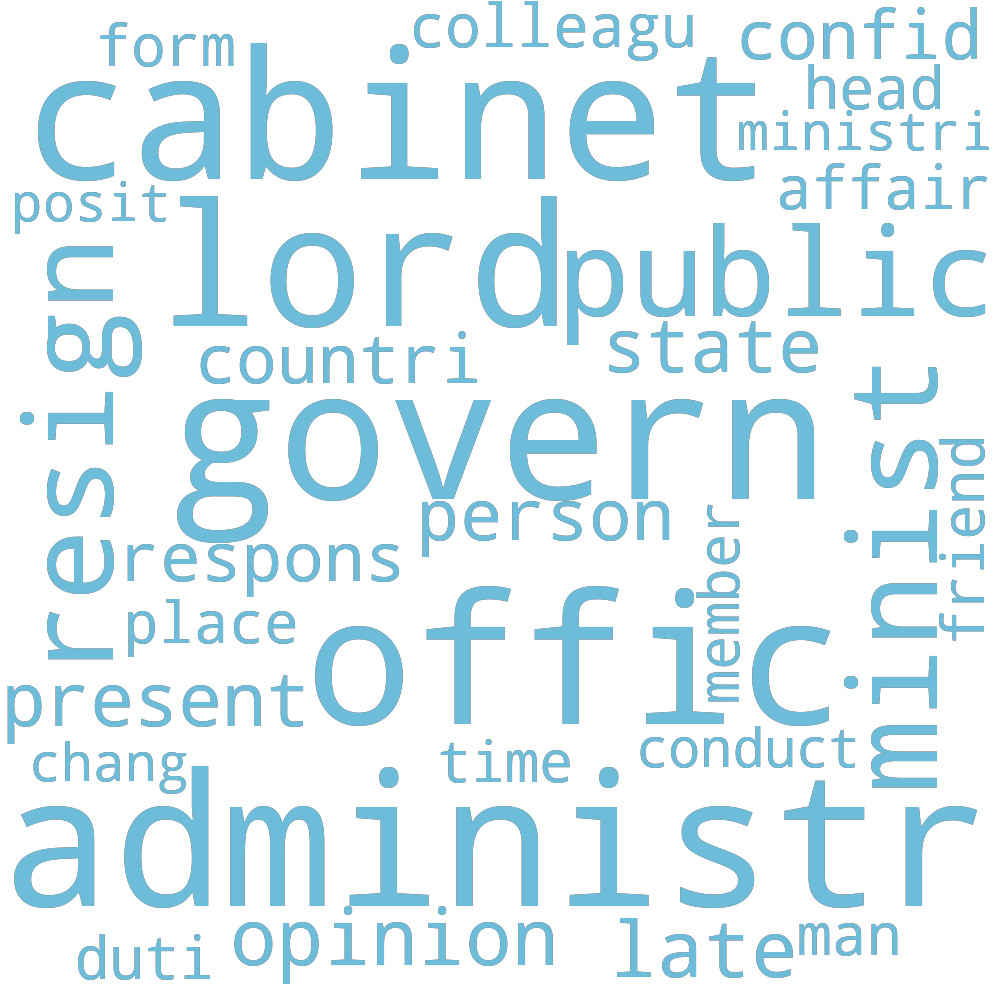 form
colleagu
confid
cabinet
head
ministri
affair
posit
lord
public
resign
countri
state
govern
minist
friend
person
respons
member
place
offic
present
chang
time
conduct
administr
duti
opinion
late
man